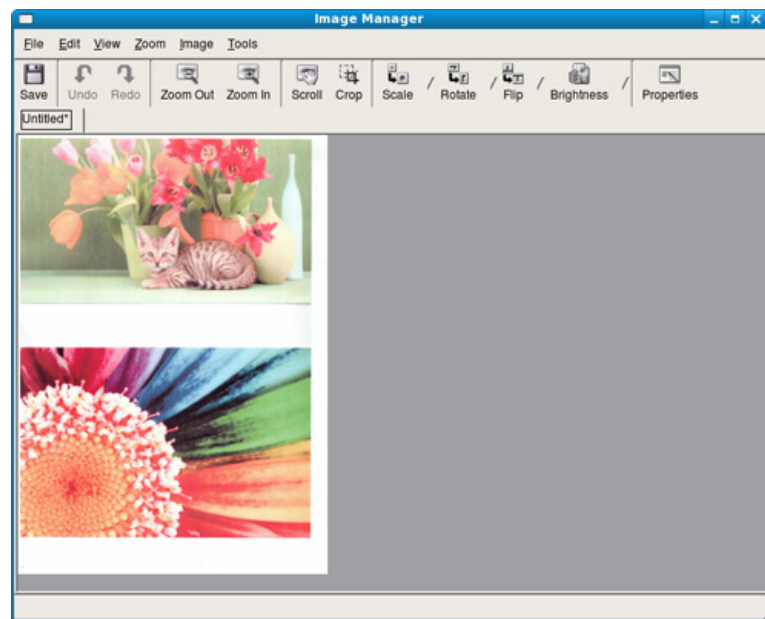 Image Manager
File Edit View Zoom Image Tools
Save Undo Redo Zoom Out Zoom In Scroll Crop Scale / Rotate / Flip / Brightness / Properties
Untitled*